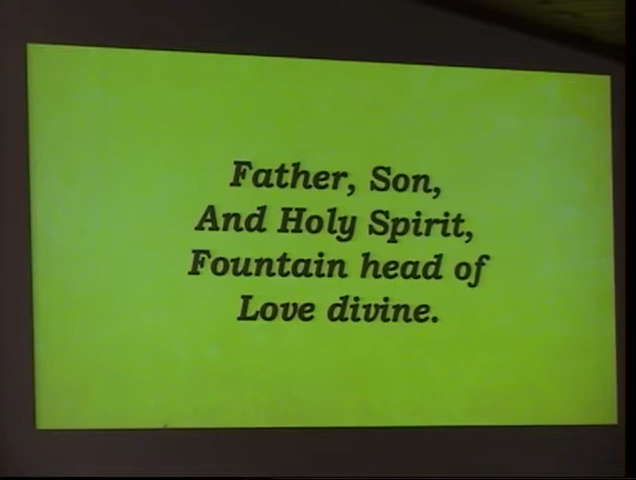 Father, Son,
And Holy Spirit,
Fountain head of
Love divine.